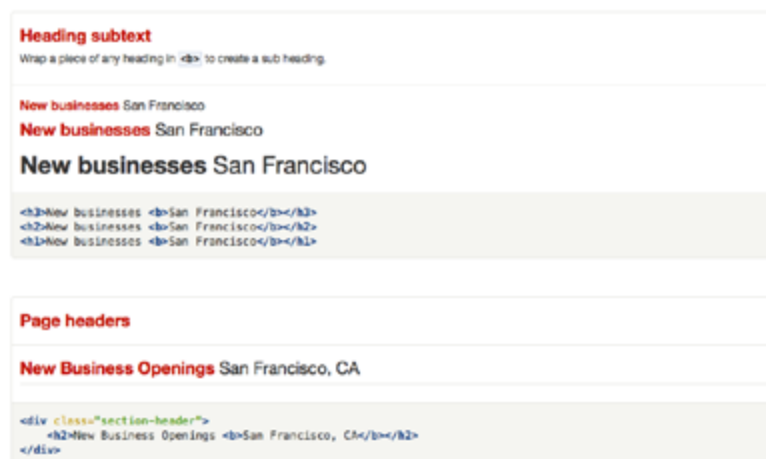 Heading subtext
Wrap a piece of any heading in <b> to create a sub heading.
New businesses San Francisco
New businesses San Francisco
New businesses San Francisco
<h3>New businesses <b>San Francisco</b></h3>
<h2>New businesses <b>San Francisco</b></h2>
<h1>New businesses <b>San Francisco</b></h1>
Page headers
New Business Openings San Francisco, CA
<div class="section-header">
<h2>New Business Openings <b>San Francisco, CA</b></h2>
</div>